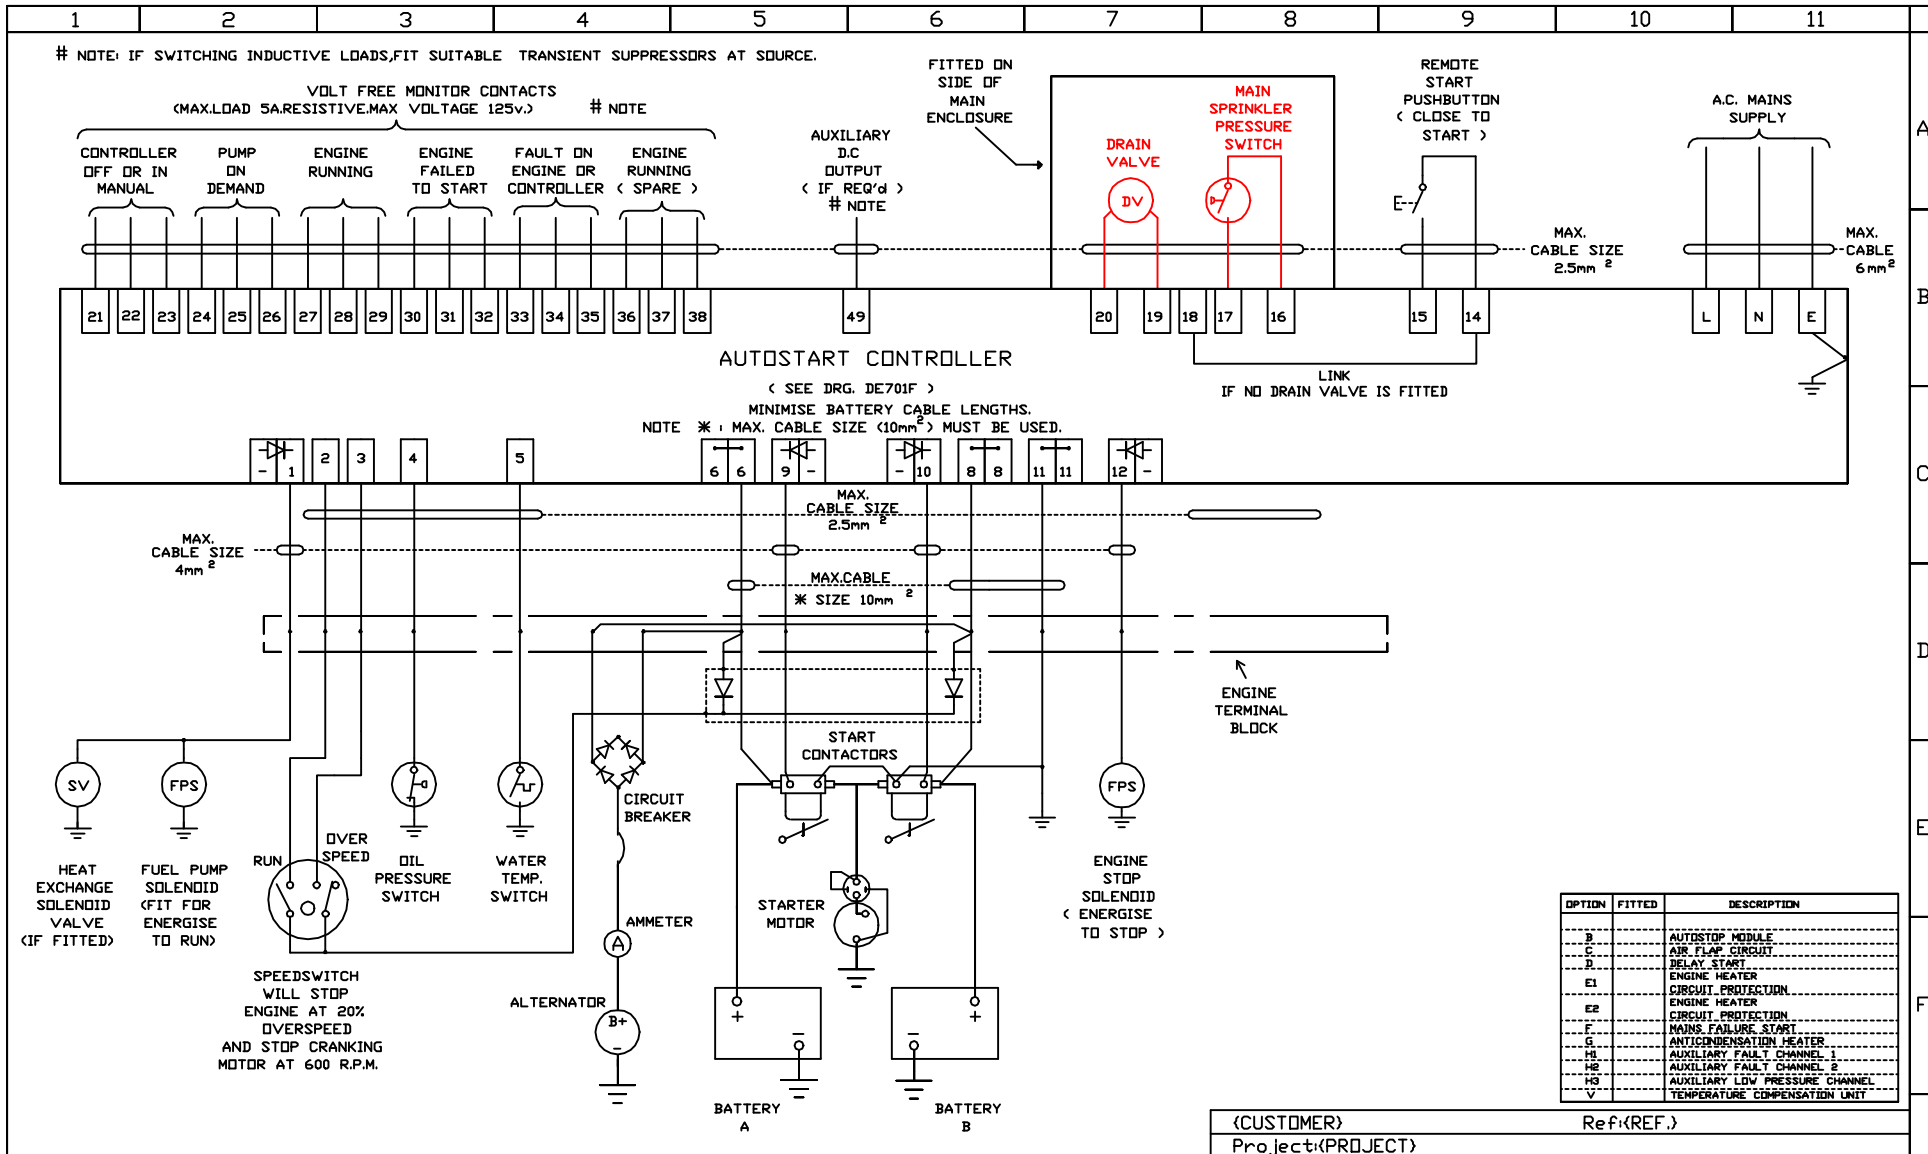 1 2 3 4 5 6 7 8 9 10 11
# NOTE: IF SWITCHING INDUCTIVE LOADS,FIT SUITABLE TRANSIENT SUPPRESSORS AT SOURCE.
VOLT FREE MONITOR CONTACTS
(MAX.LOAD 5A.RESISTIVE.MAX VOLTAGE 125v.) # NOTE
CONTROLLER
OFF OR IN
MANUAL
PUMP
ON
DEMAND
ENGINE
RUNNING
ENGINE
FAILED
TO START
FAULT ON
ENGINE OR
CONTROLLER
ENGINE
RUNNING
( SPARE )
AUXILIARY
D.C
OUTPUT
( IF REQ'd )
# NOTE
FITTED ON
SIDE OF
MAIN
ENCLOSURE
DRAIN
VALVE
DV
MAIN
SPRINKLER
PRESSURE
SWITCH
REMOTE
START
PUSHBUTTON
( CLOSE TO
START )
E
A.C. MAINS
SUPPLY
MAX.
CABLE SIZE
2.5mm 2
MAX.
CABLE
6mm2
A
B
C
D
E
F
21 22 23 24 25 26 27 28 29 30 31 32 33 34 35 36 37 38 49 20 19 18 17 16 15 14 L N E
AUTOSTART CONTROLLER
( SEE DRG. DE701F )
MINIMISE BATTERY CABLE LENGTHS.
NOTE * : MAX. CABLE SIZE (10mm2) MUST BE USED.
LINK
IF NO DRAIN VALVE IS FITTED
- 1 2 3 4 5 6 6 9 - - 10 8 8 11 11 12 -
MAX.
CABLE SIZE
2.5mm 2
MAX.
CABLE SIZE
4mm 2
MAX.CABLE
* SIZE 10mm 2
ENGINE
TERMINAL
BLOCK
START
CONTACTORS
SV
FPS
FPS
CIRCUIT
BREAKER
HEAT
EXCHANGE
SOLENOID
VALVE
(IF FITTED)
FUEL PUMP
SOLENOID
(FIT FOR
ENERGISE
TO RUN)
RUN
OVER
SPEED
OIL
PRESSURE
SWITCH
WATER
TEMP.
SWITCH
STARTER
MOTOR
ENGINE
STOP
SOLENOID
( ENERGISE
TO STOP )
AMMETER
A
SPEEDSWITCH
WILL STOP
ENGINE AT 20%
OVERSPEED
AND STOP CRANKING
MOTOR AT 600 R.P.M.
ALTERNATOR
B+
-
+ -
- +
BATTERY
A
BATTERY
B
OPTION FITTED DESCRIPTION
B AUTOSTOP MODULE
C AIR FLAP CIRCUIT
D DELAY START
E1 ENGINE HEATER
CIRCUIT PROTECTION
E2 ENGINE HEATER
CIRCUIT PROTECTION
F MAINS FAILURE START
G ANTICONDENSATION HEATER
H1 AUXILIARY FAULT CHANNEL 1
H2 AUXILIARY FAULT CHANNEL 2
H3 AUXILIARY LOW PRESSURE CHANNEL
V TEMPERATURE COMPENSATION UNIT
{CUSTOMER} Ref:{REF.}
Project:{PROJECT}